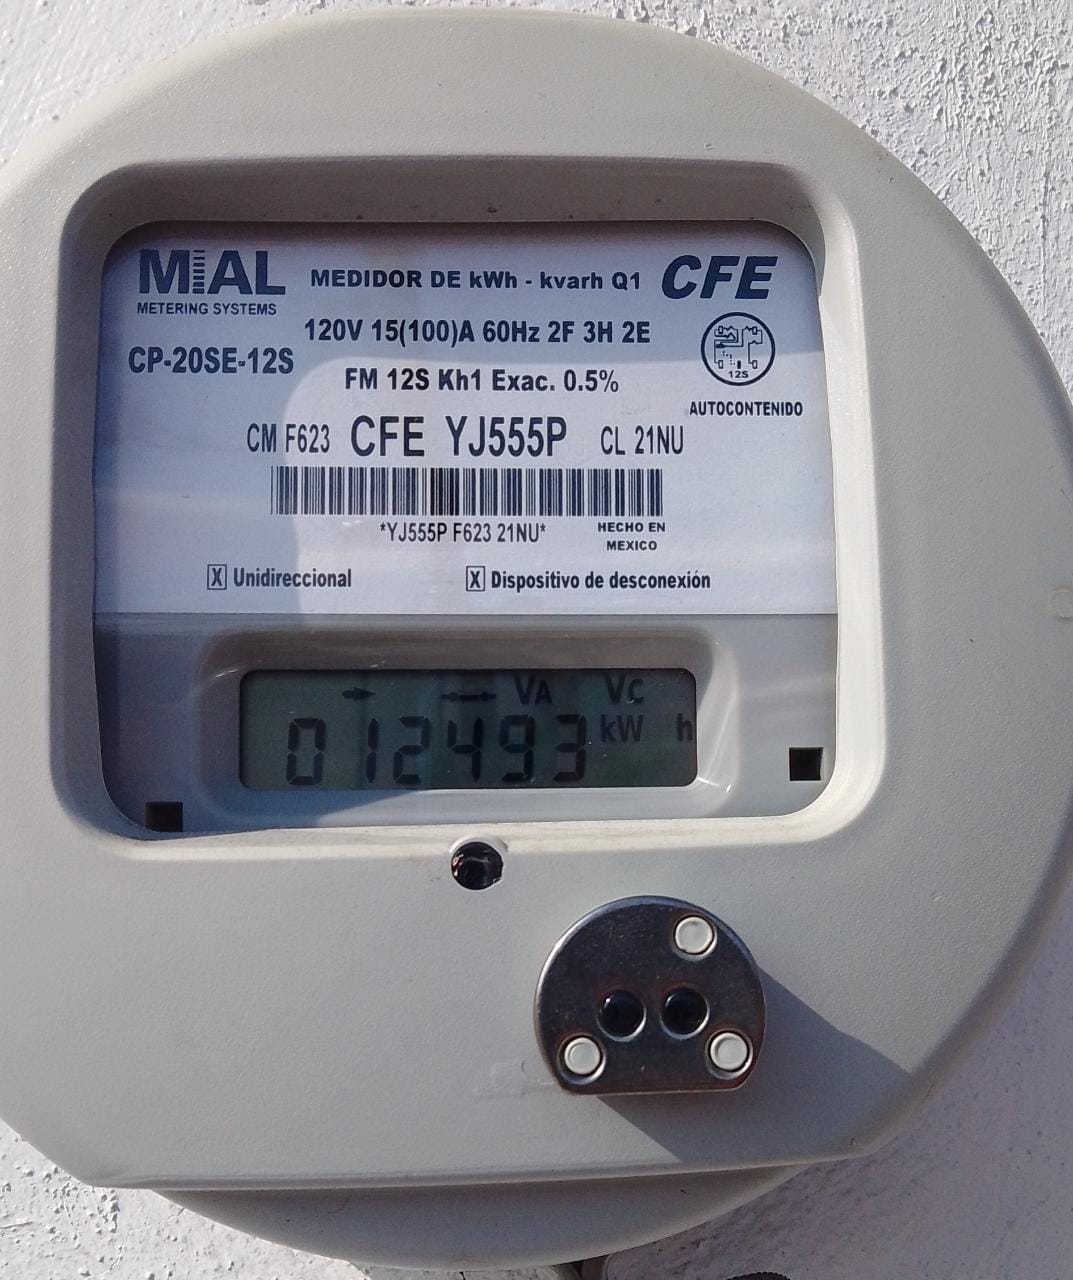 MIAL
METERING SYSTEMS
MEDIDOR DE kWh - kvarh Q1
CFE
120V 15(100)A 60Hz 2F 3H 2E
CP-20SE-12S
FM 12S Kh1 Exac. 0.5%
12S
AUTOCONTENIDO
CM F623 CFE YJ555P CL 21NU
*YJ555P F623 21NU*
HECHO EN
MEXICO
X Unidireccional
X Dispositivo de desconexión
VA VC
012493 kW h